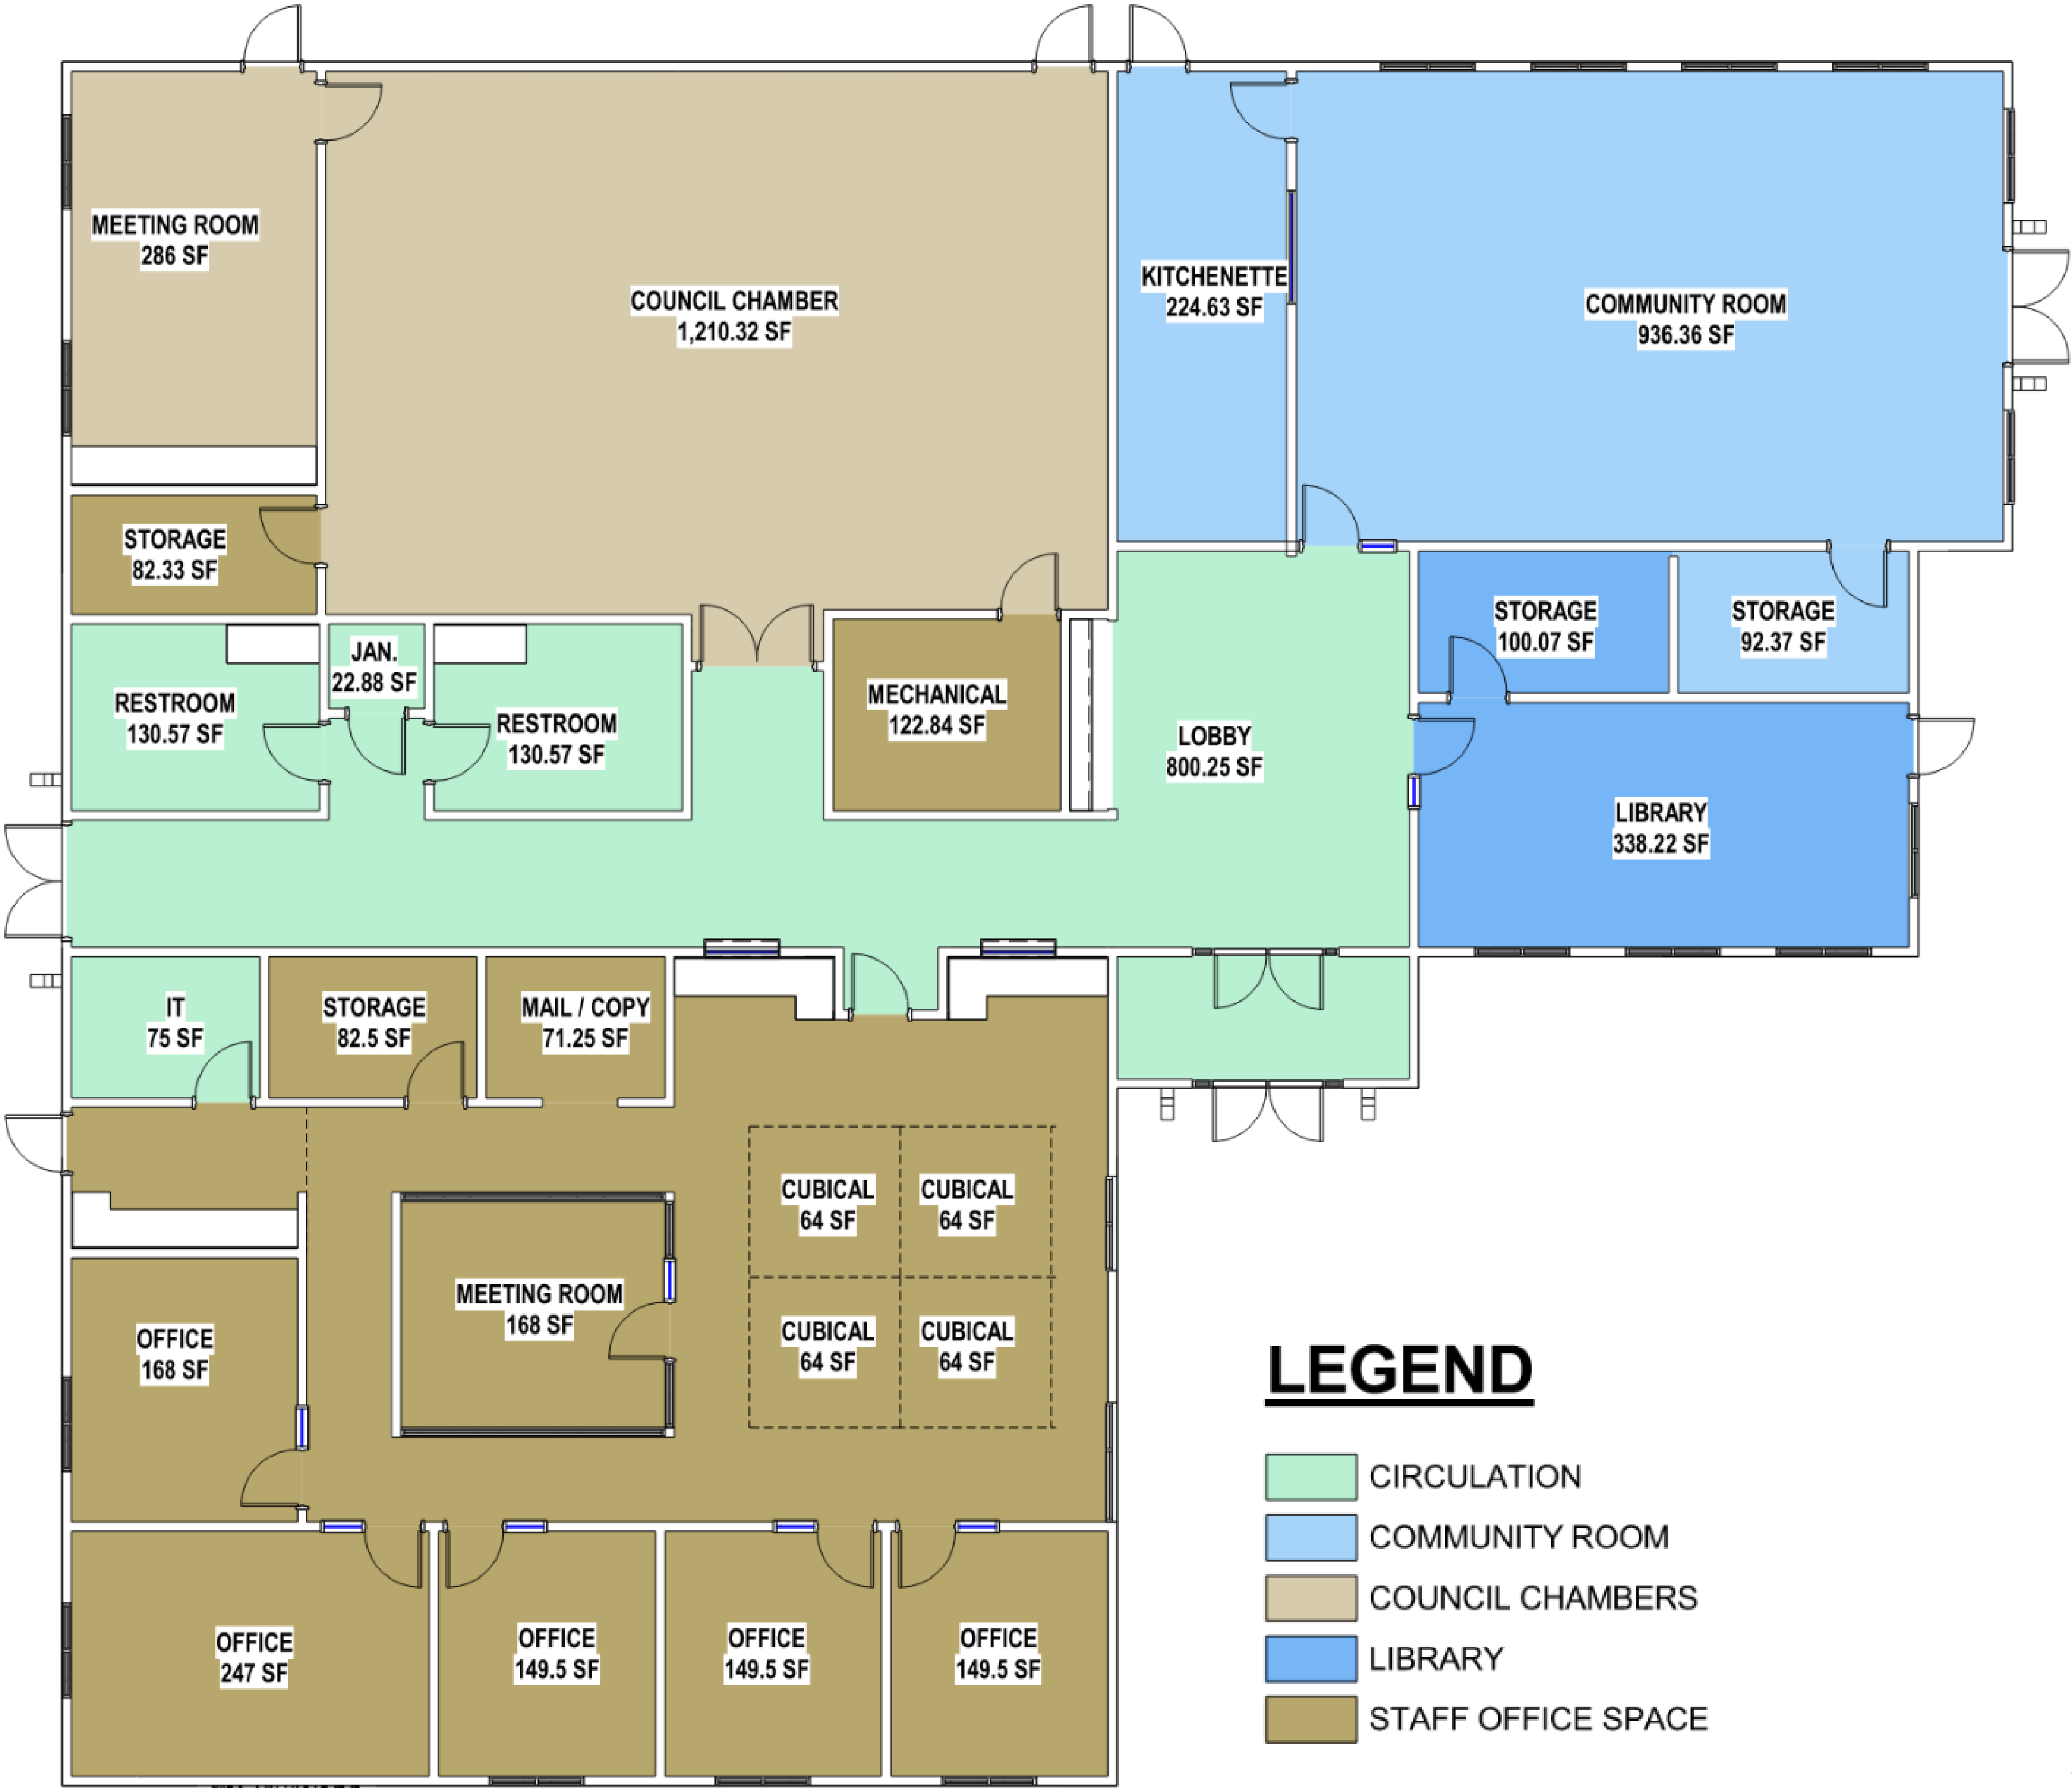 MEETING ROOM
286 SF
COUNCIL CHAMBER
1,210.32 SF
KITCHENETTE
224.63 SF
COMMUNITY ROOM
936.36 SF
STORAGE
82.33 SF
JAN.
22.88 SF
RESTROOM
130.57 SF
RESTROOM
130.57 SF
MECHANICAL
122.84 SF
LOBBY
800.25 SF
STORAGE
100.07 SF
STORAGE
92.37 SF
LIBRARY
338.22 SF
IT
75 SF
STORAGE
82.5 SF
MAIL / COPY
71.25 SF
CUBICAL
64 SF
CUBICAL
64 SF
MEETING ROOM
168 SF
CUBICAL
64 SF
CUBICAL
64 SF
OFFICE
168 SF
OFFICE
247 SF
OFFICE
149.5 SF
OFFICE
149.5 SF
OFFICE
149.5 SF
LEGEND
CIRCULATION
COMMUNITY ROOM
COUNCIL CHAMBERS
LIBRARY
STAFF OFFICE SPACE